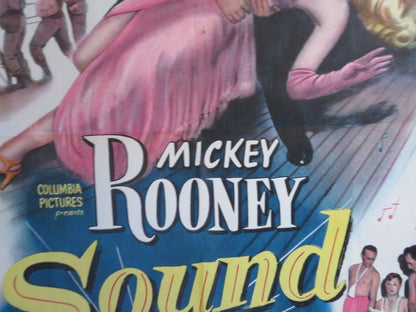 MICKEY
ROONEY
COLUMBIA
PICTURES
presents
Sound